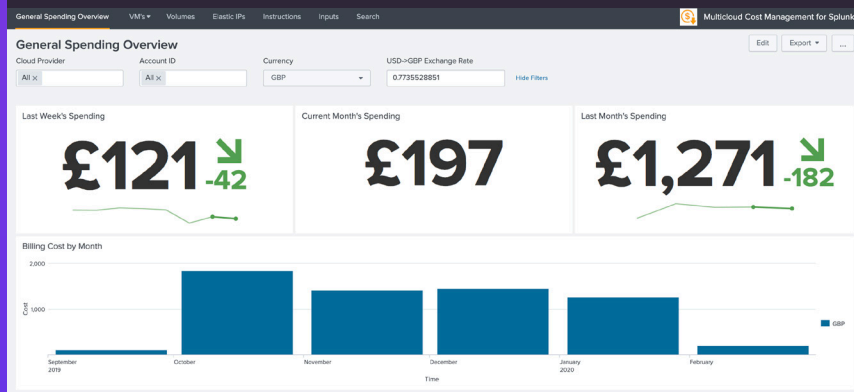 General Spending Overview VM's Volumes Elastic IPs Instructions Inputs Search Multicloud Cost Management for Splunk
General Spending Overview Edit Export ...
Cloud Provider Account ID Currency USD->GBP Exchange Rate
All × All × GBP 0.7735528851 Hide Filters
Last Week's Spending Current Month's Spending Last Month's Spending
£121 -42 £197 £1,271 -182
Billing Cost by Month
2,000
1,000
Cost
GBP
September October November December January February
2019 2020
Time